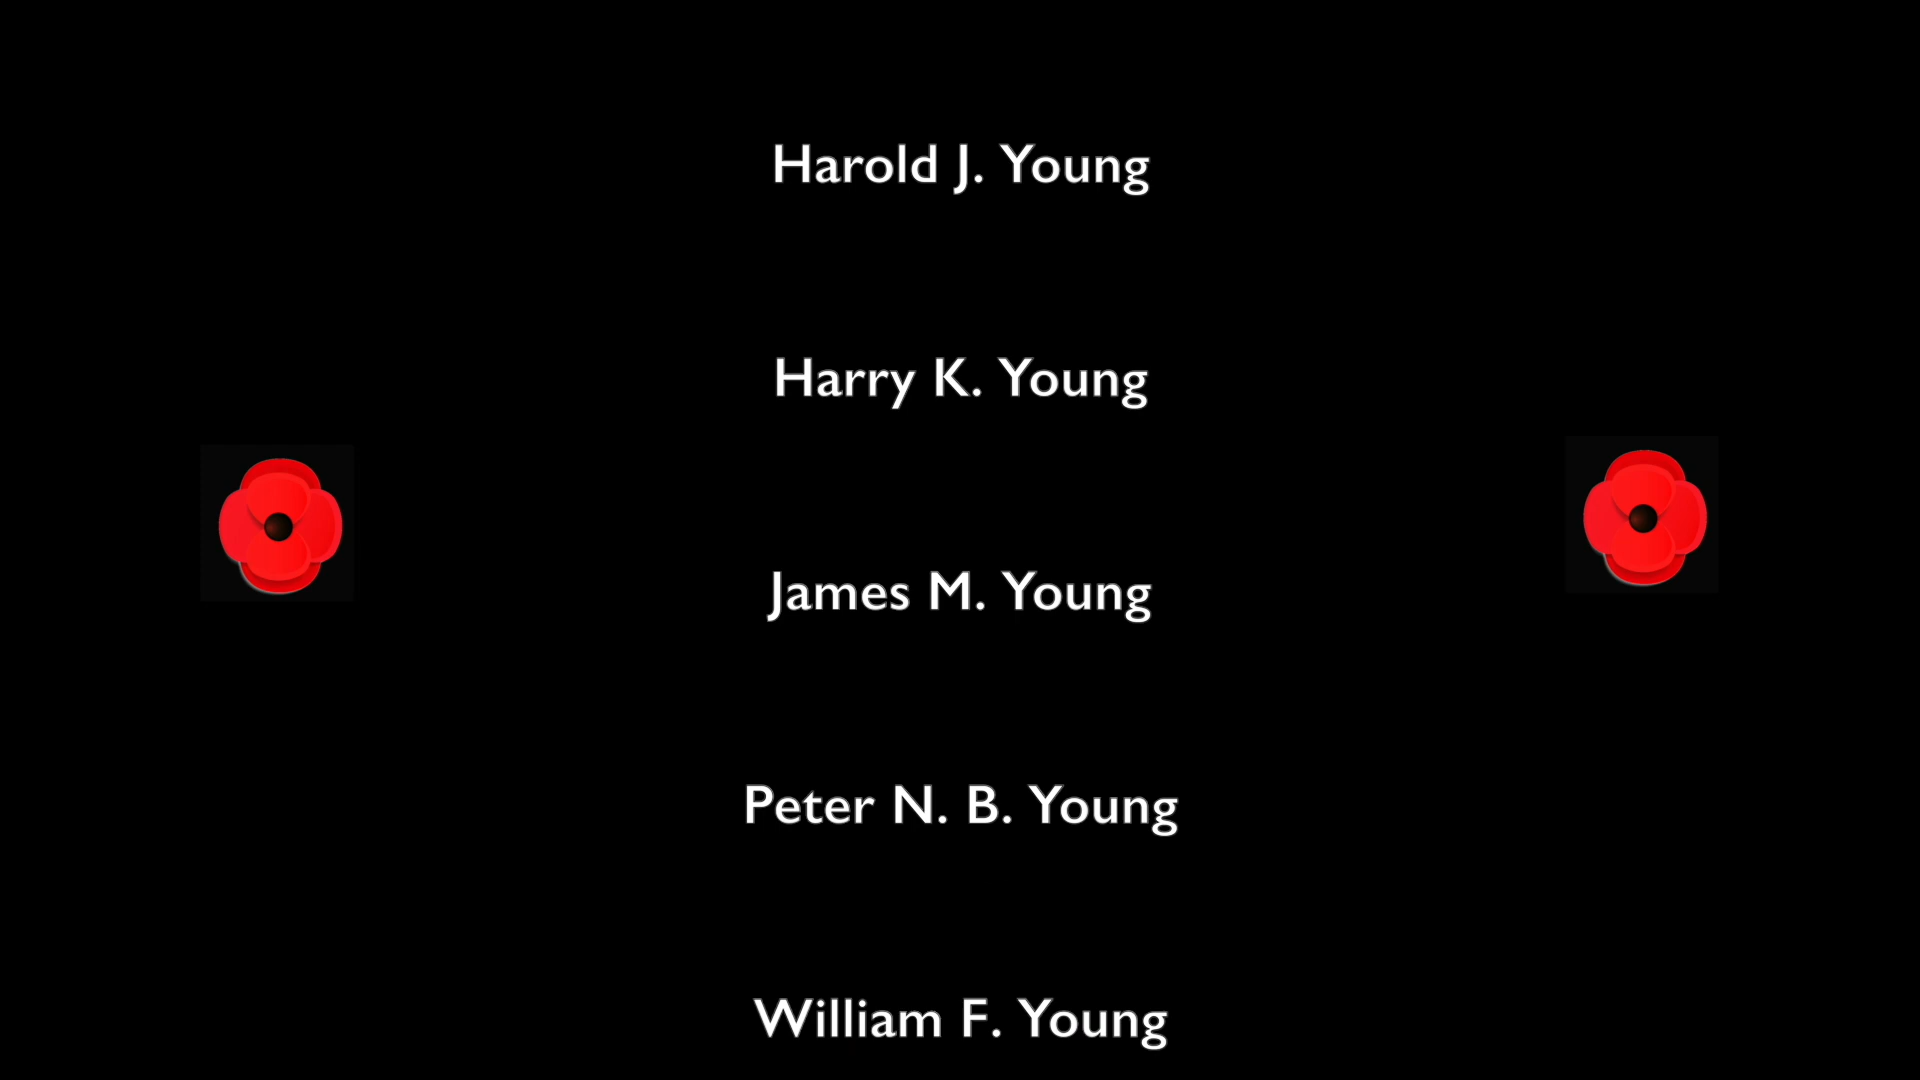 Harold J. Young
Harry K. Young
James M. Young
Peter N. B. Young
William F. Young